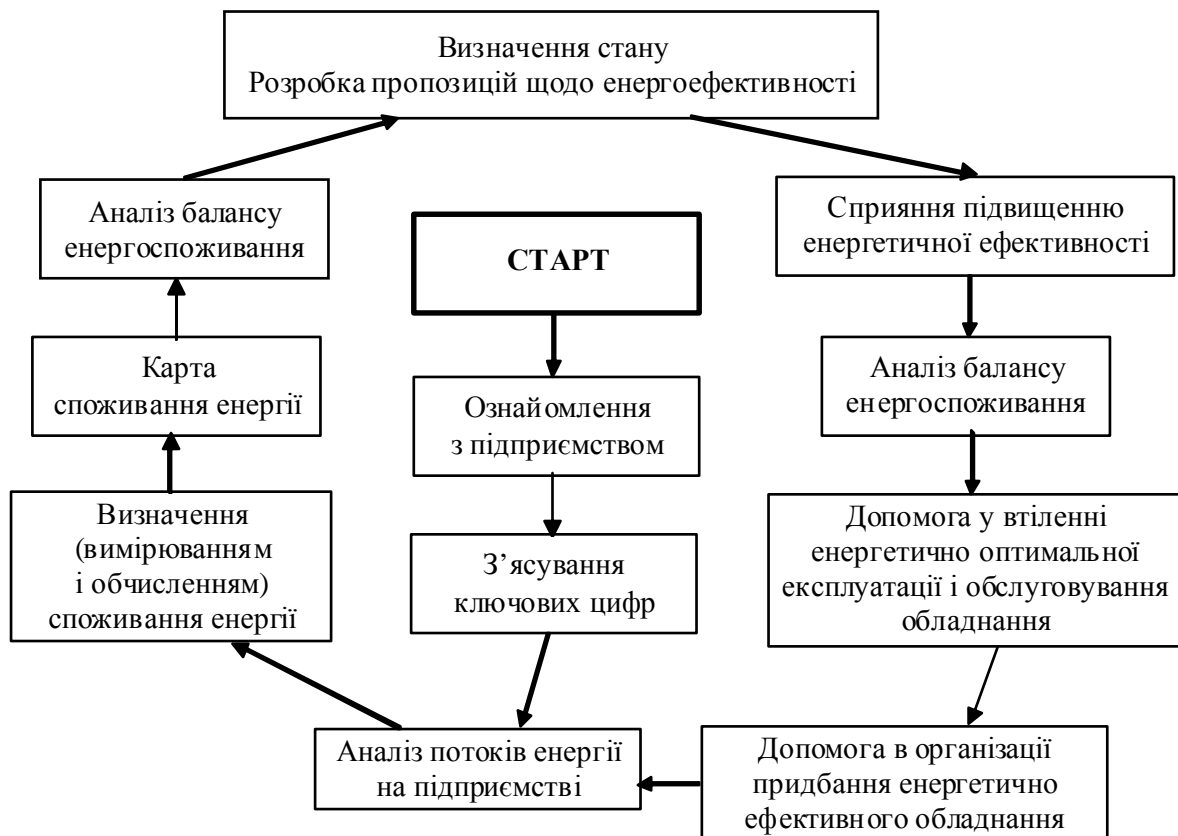 Визначення стану
Розробка пропозицій щодо енергоефективності
Аналіз балансу
енергоспоживання
СТАРТ
Сприяння підвищенню
енергетичної ефективності
Карта
споживання енергії
Ознайомлення
з підприємством
Аналіз балансу
енергоспоживання
Визначення
(вимірюванням
і обчисленням)
споживання енергії
З’ясування
ключових цифр
Допомога у втіленні
енергетично оптимальної
експлуатації і обслуговування
обладнання
Аналіз потоків енергії
на підприємстві
Допомога в організації
придбання енергетично
ефективного обладнання